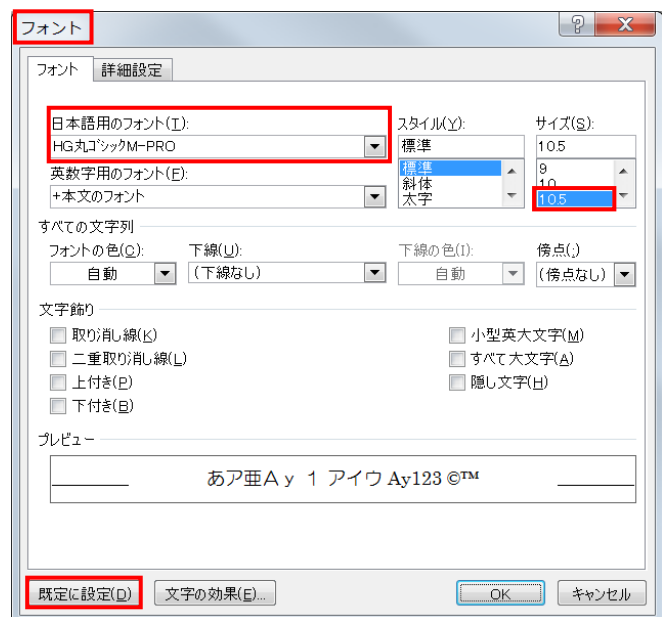 フォント
フォント 詳細設定
日本語用のフォント(T): スタイル(Y): サイズ(S):
HG丸ゴシックM-PRO 標準 10.5
英数字用のフォント(F): 標準 9
+本文のフォント 斜体 10
太字 10.5
すべての文字列
フォントの色(C): 下線(U): 下線の色(I): 傍点(;)
自動 (下線なし) 自動 (傍点なし)
文字飾り
取り消し線(K) 小型英大文字(M)
二重取り消し線(L) すべて大文字(A)
上付き(P) 隠し文字(H)
下付き(B)
プレビュー
あア亜Ay 1 アイウ Ay123 ©™
既定に設定(D) 文字の効果(E)... OK キャンセル